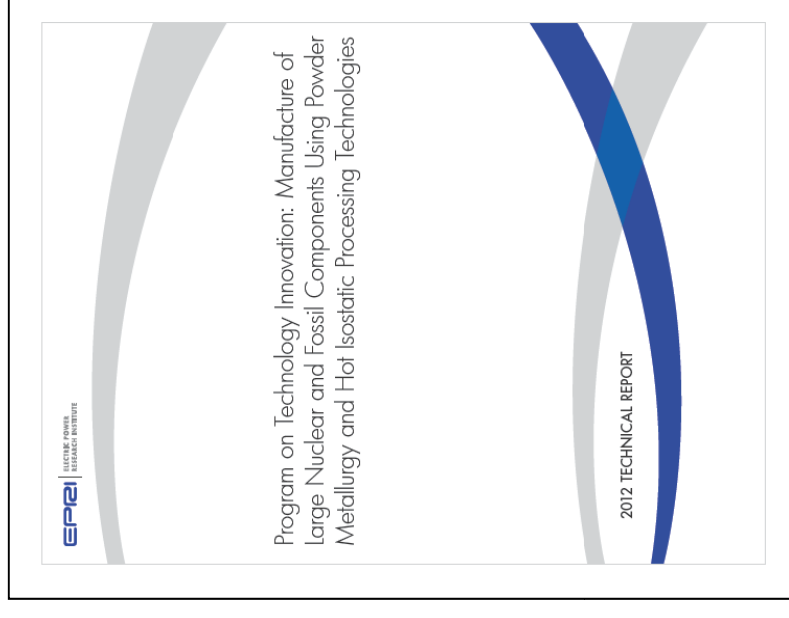 EPRI
ELECTRIC POWER
RESEARCH INSTITUTE
Program on Technology Innovation: Manufacture of
Large Nuclear and Fossil Components Using Powder
Metallurgy and Hot Isostatic Processing Technologies
2012 TECHNICAL REPORT